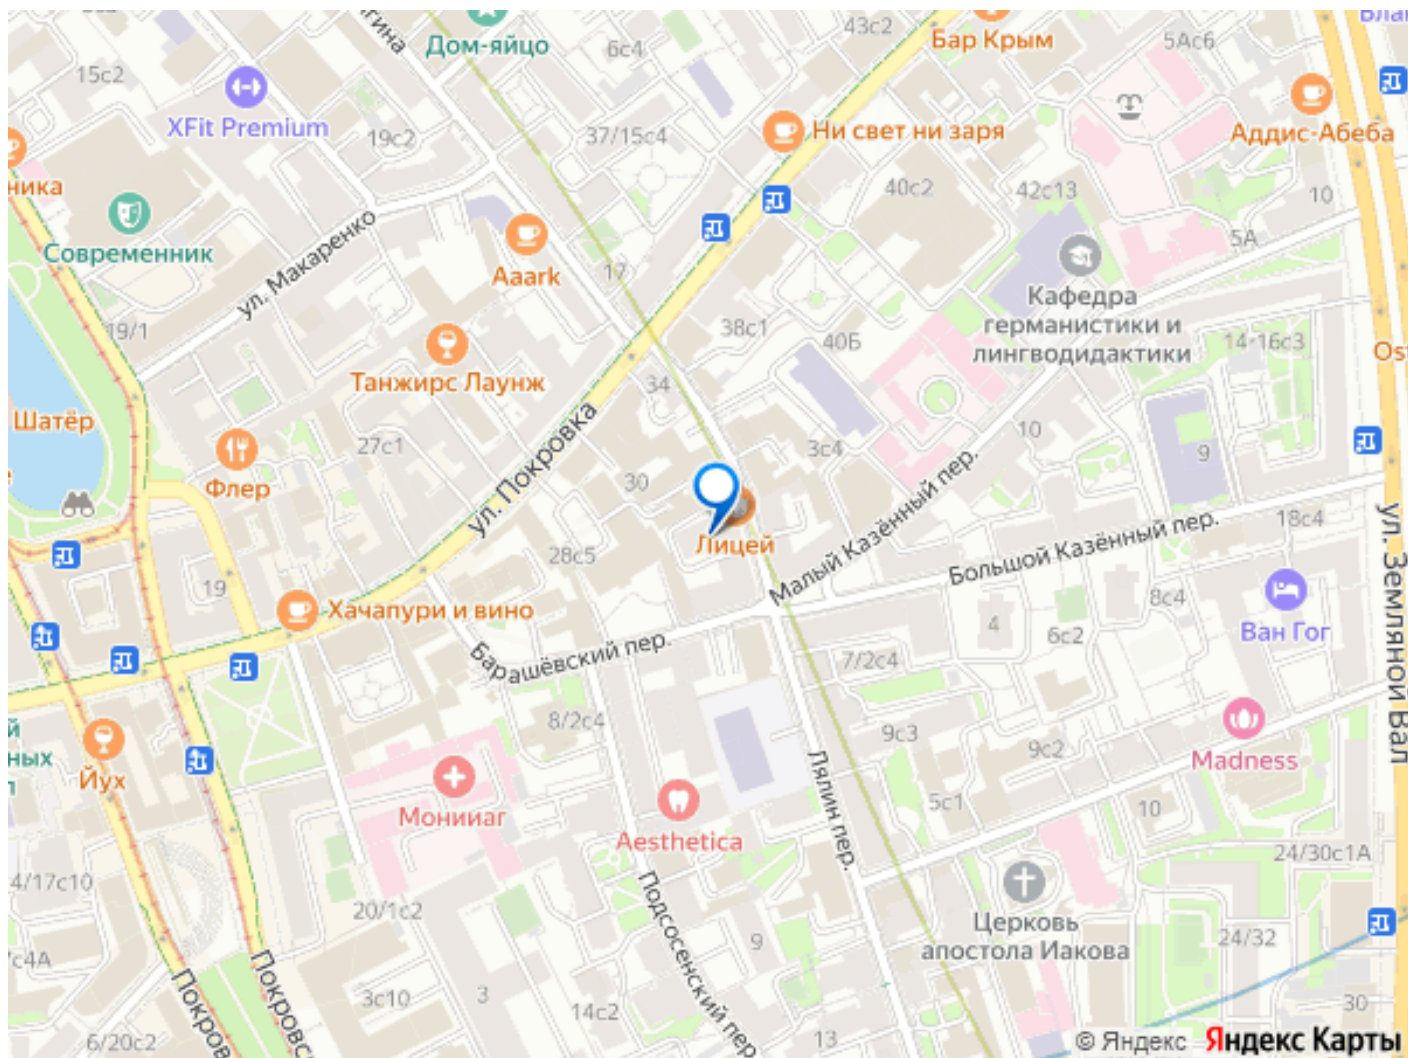 43с2
Бар Крым
5Ас6
Дом-яйцо
6с4
15с2
XFit Premium
19с2
37/15с4
Ни свет ни заря
Аддис-Абеба
ника
40с2
42с13
10
Современник
ул. Макаренко
Aaark
17
5А
Кафедра
германистики и
лингводидактики
19/1
38с1
40Б
14-16с3
Танжирс Лаунж
34
Шатёр
27с1
ул. Покровка
3с4
10
9
Флер
30
Малый Казённый пер.
Большой Казённый пер.
18с4
ул. Земляной Вал
Лицей
28с5
19
Хачапури и вино
4
6с2
8с4
Ван Гог
Барашёвский пер.
7/2с4
8/2с4
9с3
9с2
й
ных
Йух
Madness
Лялин пер.
Монииаг
Aesthetica
5с1
10
24/30с1А
4/17с10
20/1с2
Подсосенский пер.
Церковь
апостола Иакова
24/32
9
3с10
3
14с2
13
30
6/20с2
© Яндекс Яндекс Карты